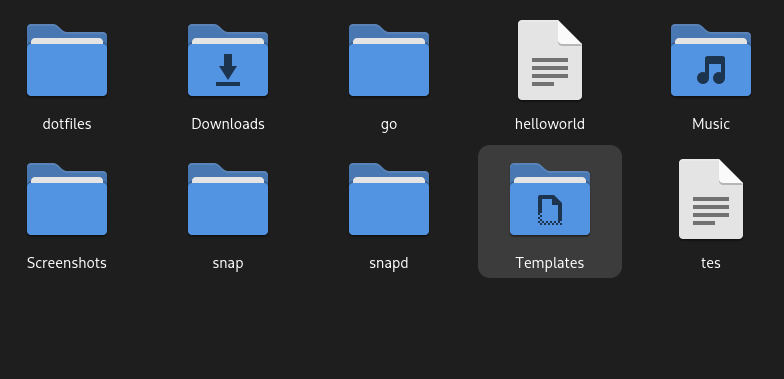 dotfiles
Downloads
go
helloworld
Music
Screenshots
snap
snapd
Templates
tes